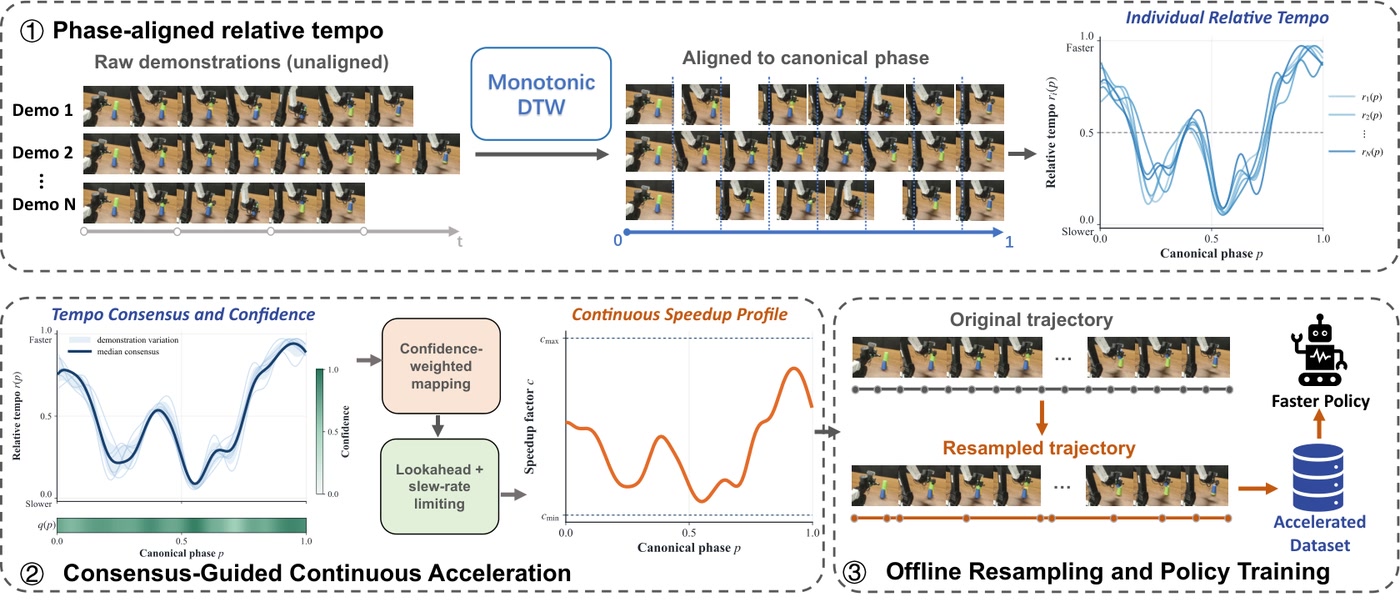 ① Phase-aligned relative tempo
Raw demonstrations (unaligned)
Demo 1
Demo 2
⋮
Demo N
t
Monotonic
DTW
Aligned to canonical phase
0
1
Individual Relative Tempo
1.0
Faster
0.5
0.0
Slower
Relative tempo rᵢ(p)
0.0
0.5
1.0
Canonical phase p
r₁(p)
r₂(p)
⋮
r_N(p)
Tempo Consensus and Confidence
1.0
Faster
0.5
0.0
Slower
Relative tempo r(p)
demonstration variation
median consensus
1.0
0.5
0.0
Confidence
q(p)
0.0
0.5
1.0
Canonical phase p
Confidence-
weighted
mapping
Lookahead +
slew-rate
limiting
Continuous Speedup Profile
c_max
c_min
Speedup factor c
0.0
0.5
1.0
Canonical phase p
② Consensus-Guided Continuous Acceleration
Original trajectory
...
Resampled trajectory
...
Faster Policy
Accelerated
Dataset
③ Offline Resampling and Policy Training